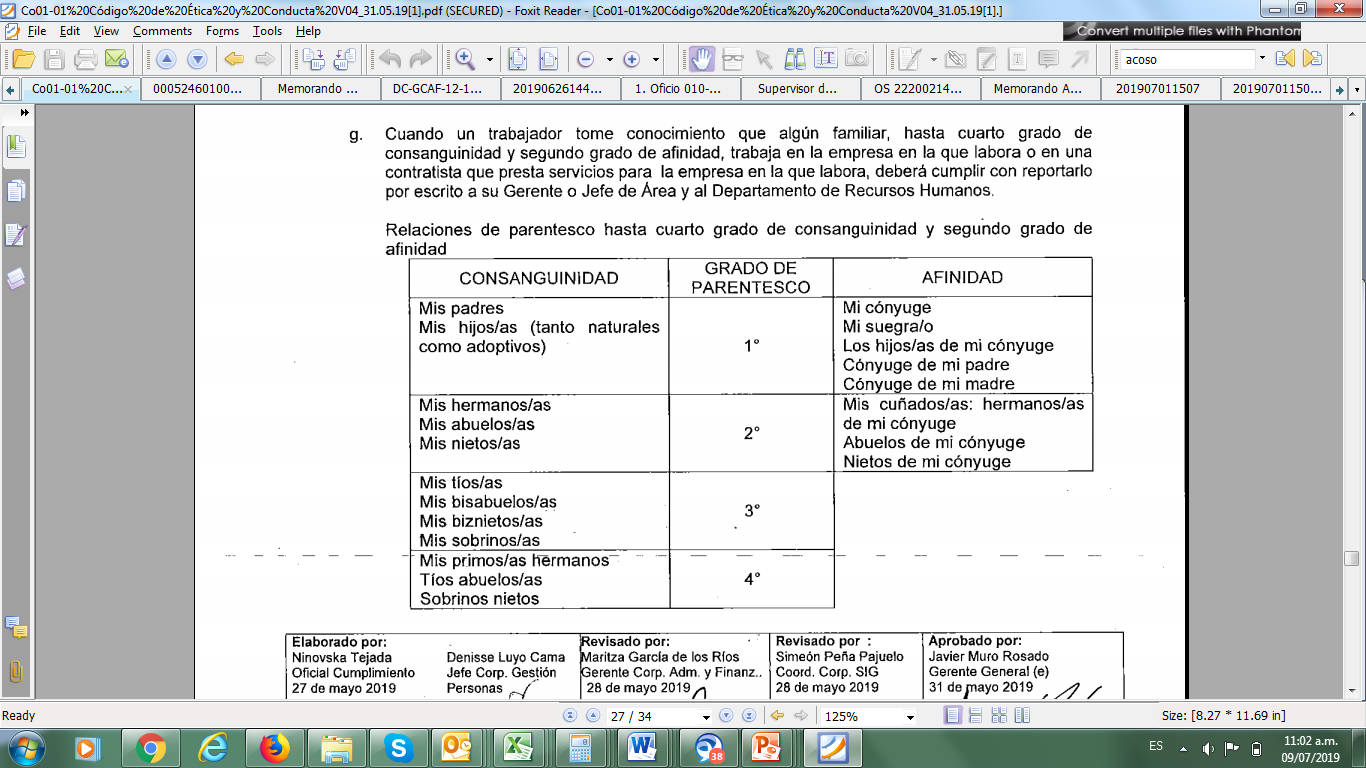 Co01-01%20Código%20de%20Ética%20y%20Conducta%20V04_31.05.19[1].pdf (SECURED) - Foxit Reader - [Co01-01%20Código%20de%20Ética%20y%20Conducta%20V04_31.05.19[1].]
File Edit View Comments Forms Tools Help
Convert multiple files with Phantom
acoso
Co01-01%20C... 00052460100... Memorando ... DC-GCAF-12-1... 20190626144... 1. Oficio 010-... Supervisor d... OS 22200214... Memorando A... 201907011507 20190701150...
g. Cuando un trabajador tome conocimiento que algún familiar, hasta cuarto grado de
consanguinidad y segundo grado de afinidad, trabaja en la empresa en la que labora o en una
contratista que presta servicios para la empresa en la que labora, deberá cumplir con reportarlo
por escrito a su Gerente o Jefe de Área y al Departamento de Recursos Humanos.
Relaciones de parentesco hasta cuarto grado de consanguinidad y segundo grado de
afinidad
CONSANGUINIDAD
GRADO DE
PARENTESCO
AFINIDAD
Mis padres
Mis hijos/as (tanto naturales
como adoptivos)
1°
Mi cónyuge
Mi suegra/o
Los hijos/as de mi cónyuge
Cónyuge de mi padre
Cónyuge de mi madre
Mis hermanos/as
Mis abuelos/as
Mis nietos/as
2°
Mis cuñados/as: hermanos/as
de mi cónyuge
Abuelos de mi cónyuge
Nietos de mi cónyuge
Mis tíos/as
Mis bisabuelos/as
Mis biznietos/as
Mis sobrinos/as
3°
Mis primos/as hermanos
Tíos abuelos/as
Sobrinos nietos
4°
Elaborado por:
Ninovska Tejada
Oficial Cumplimiento
27 de mayo 2019
Denisse Luyo Cama
Jefe Corp. Gestión
Personas
Revisado por:
Maritza García de los Ríos
Gerente Corp. Adm. y Finanz..
28 de mayo 2019
Revisado por :
Simeón Peña Pajuelo
Coord. Corp. SIG
28 de mayo 2019
Aprobado por:
Javier Muro Rosado
Gerente General (e)
31 de mayo 2019
Ready
27 / 34
125%
Size: [8.27 * 11.69 in]
38
ES
11:02 a.m.
09/07/2019